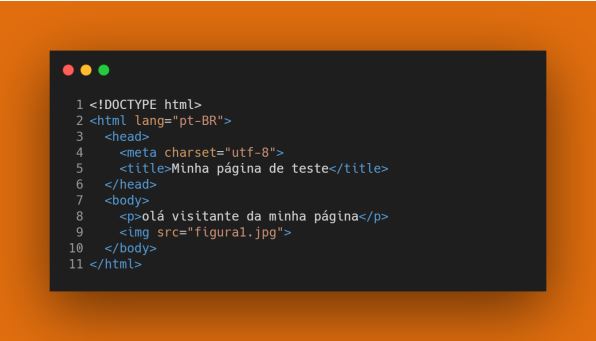 1 <!DOCTYPE html>
2 <html lang="pt-BR">
3   <head>
4     <meta charset="utf-8">
5     <title>Minha página de teste</title>
6   </head>
7   <body>
8     <p>olá visitante da minha página</p>
9     <img src="figura1.jpg">
10   </body>
11 </html>